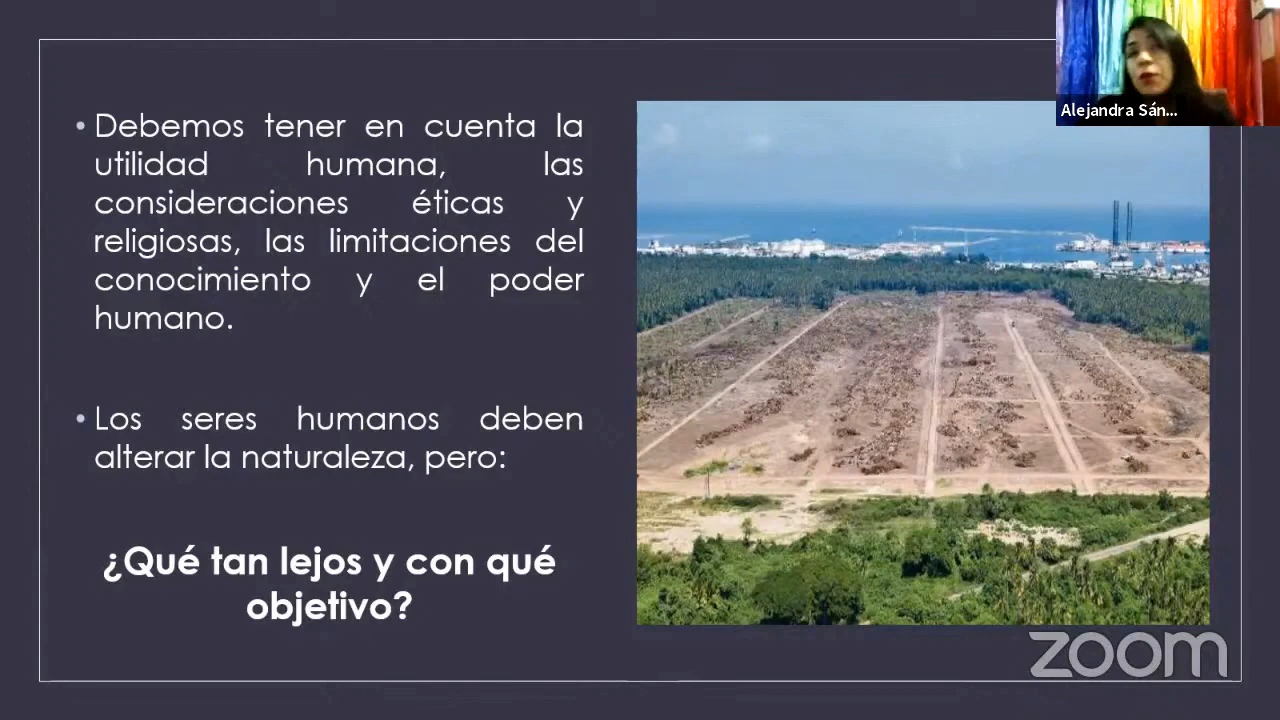 • Debemos tener en cuenta la
utilidad humana, las
consideraciones éticas y
religiosas, las limitaciones del
conocimiento y el poder
humano.
• Los seres humanos deben
alterar la naturaleza, pero:
¿Qué tan lejos y con qué
objetivo?
Alejandra Sán...
zoom